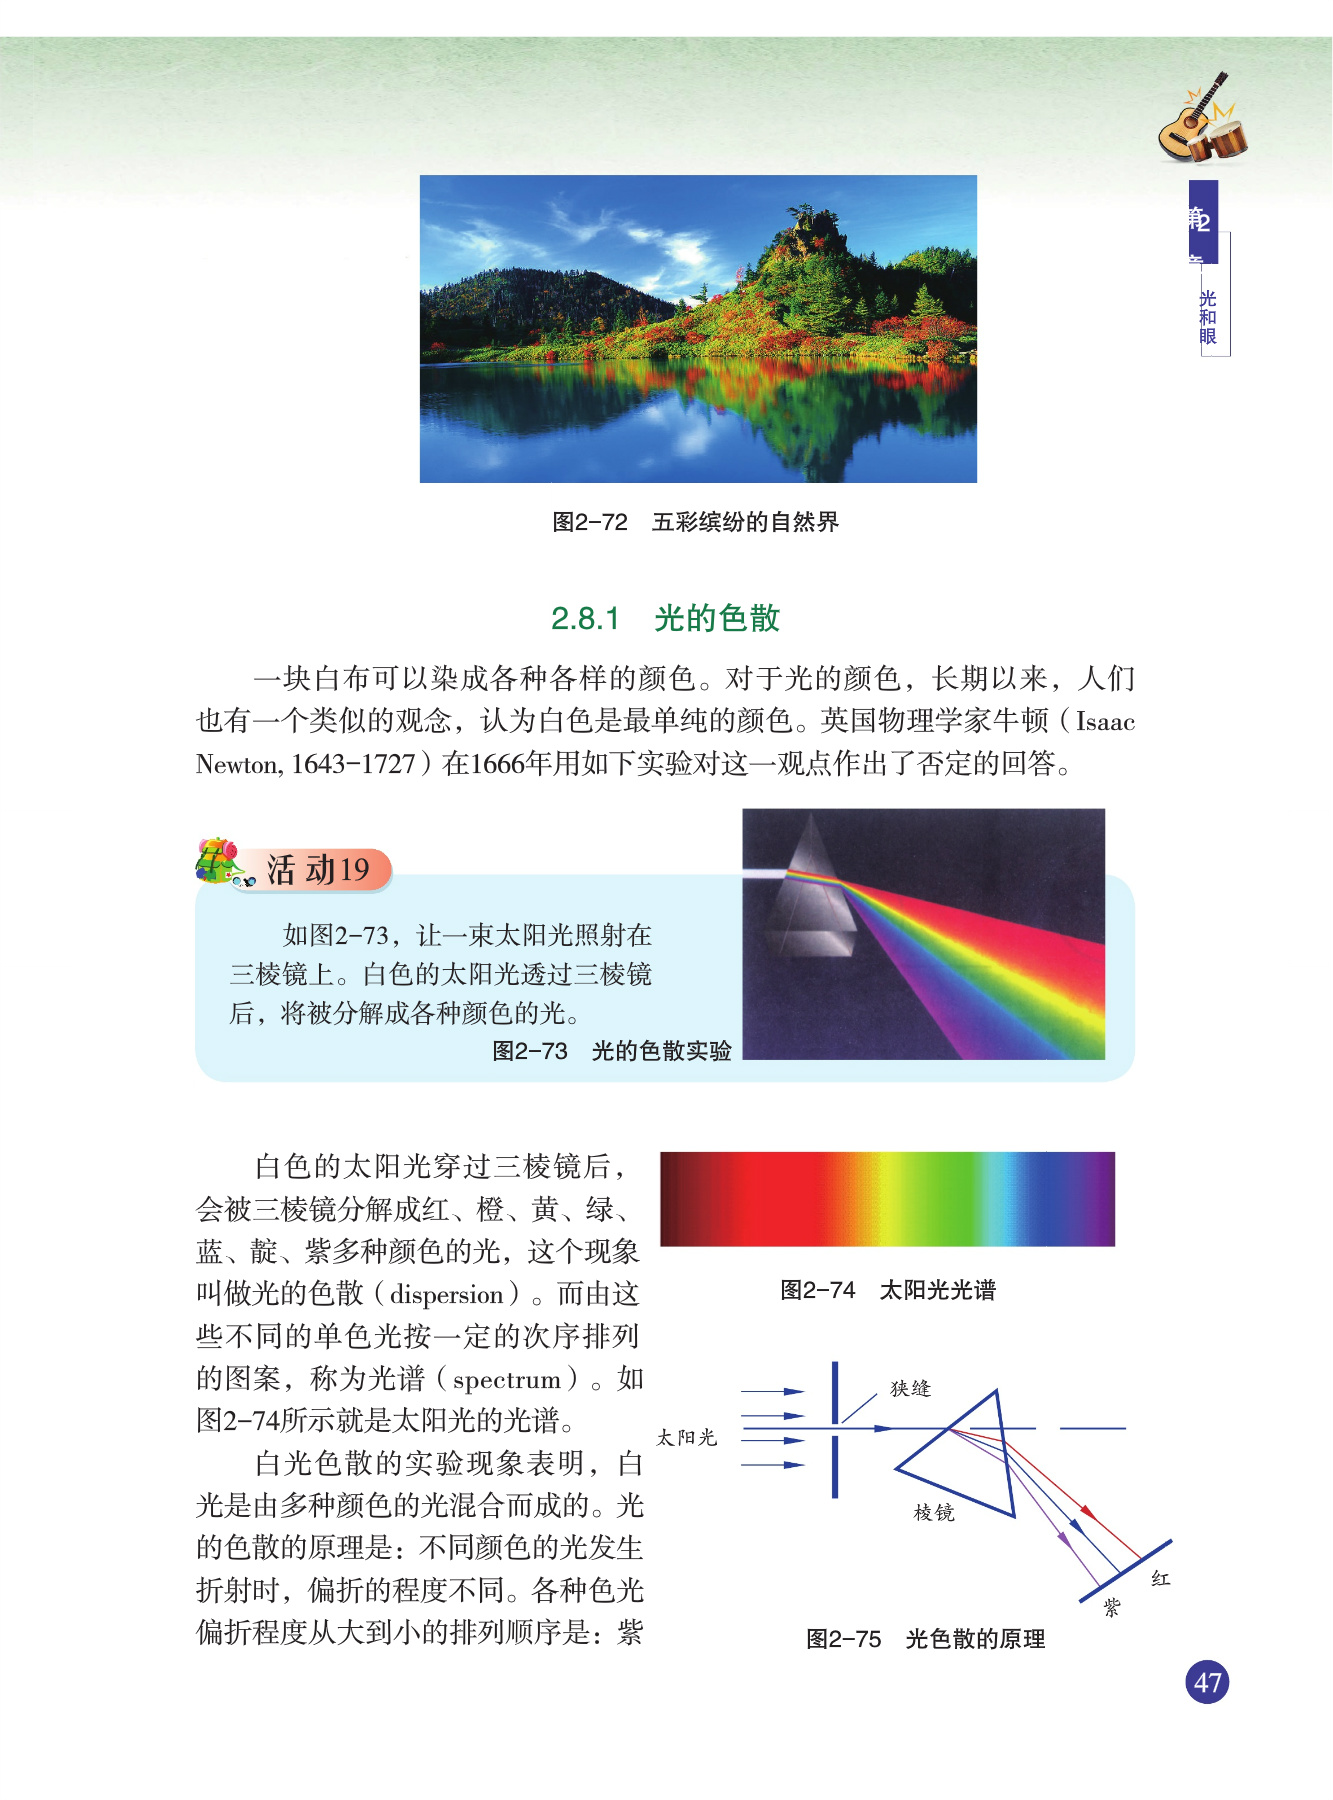 第2章
光和眼
图2-72 五彩缤纷的自然界
2.8.1 光的色散
一块白布可以染成各种各样的颜色。对于光的颜色，长期以来，人们
也有一个类似的观念，认为白色是最单纯的颜色。英国物理学家牛顿（Isaac
Newton, 1643-1727）在1666年用如下实验对这一观点作出了否定的回答。
活动19
如图2-73，让一束太阳光照射在
三棱镜上。白色的太阳光透过三棱镜
后，将被分解成各种颜色的光。
图2-73 光的色散实验
白色的太阳光穿过三棱镜后，
会被三棱镜分解成红、橙、黄、绿、
蓝、靛、紫多种颜色的光，这个现象
叫做光的色散（dispersion）。而由这
些不同的单色光按一定的次序排列
的图案，称为光谱（spectrum）。如
图2-74所示就是太阳光的光谱。
白光色散的实验现象表明，白
光是由多种颜色的光混合而成的。光
的色散的原理是：不同颜色的光发生
折射时，偏折的程度不同。各种色光
偏折程度从大到小的排列顺序是：紫
图2-74 太阳光光谱
狭缝
太阳光
棱镜
红
紫
图2-75 光色散的原理
47